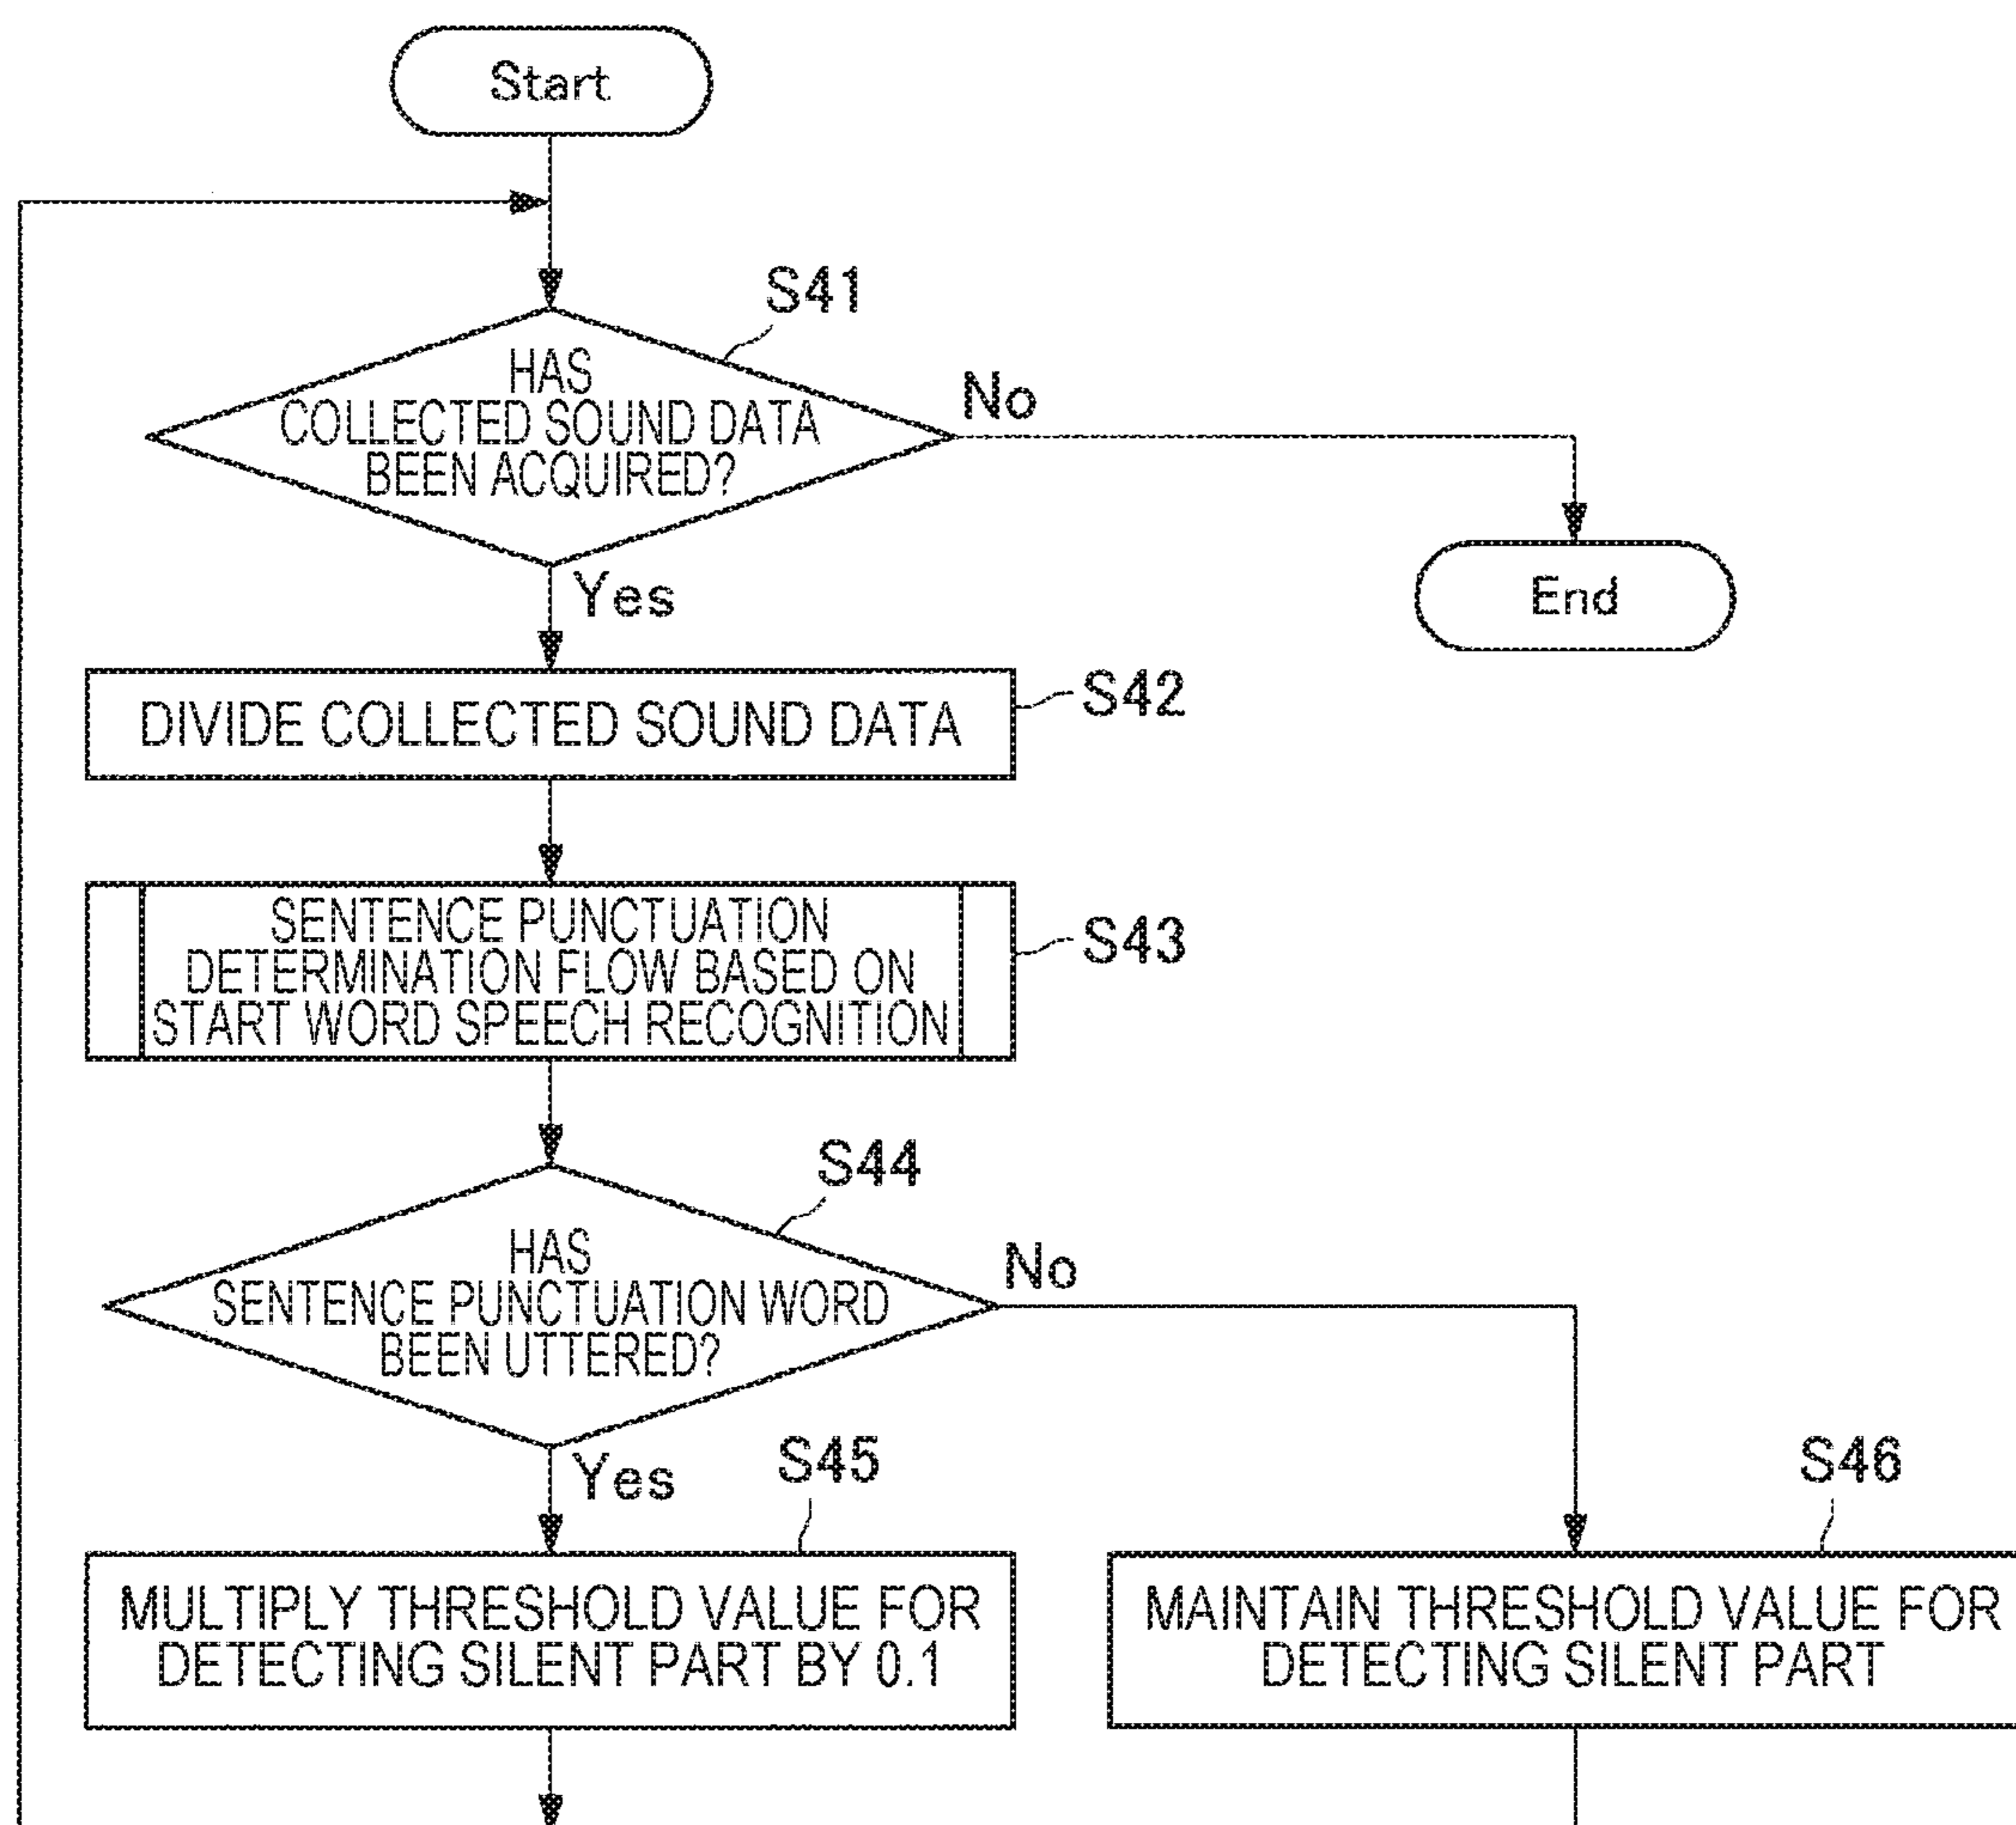 Start
S41
HAS
COLLECTED SOUND DATA
BEEN ACQUIRED?
No
Yes
End
DIVIDE COLLECTED SOUND DATA
S42
SENTENCE PUNCTUATION
DETERMINATION FLOW BASED ON
START WORD SPEECH RECOGNITION
S43
S44
HAS
SENTENCE PUNCTUATION WORD
BEEN UTTERED?
No
Yes
S45
MULTIPLY THRESHOLD VALUE FOR
DETECTING SILENT PART BY 0.1
S46
MAINTAIN THRESHOLD VALUE FOR
DETECTING SILENT PART